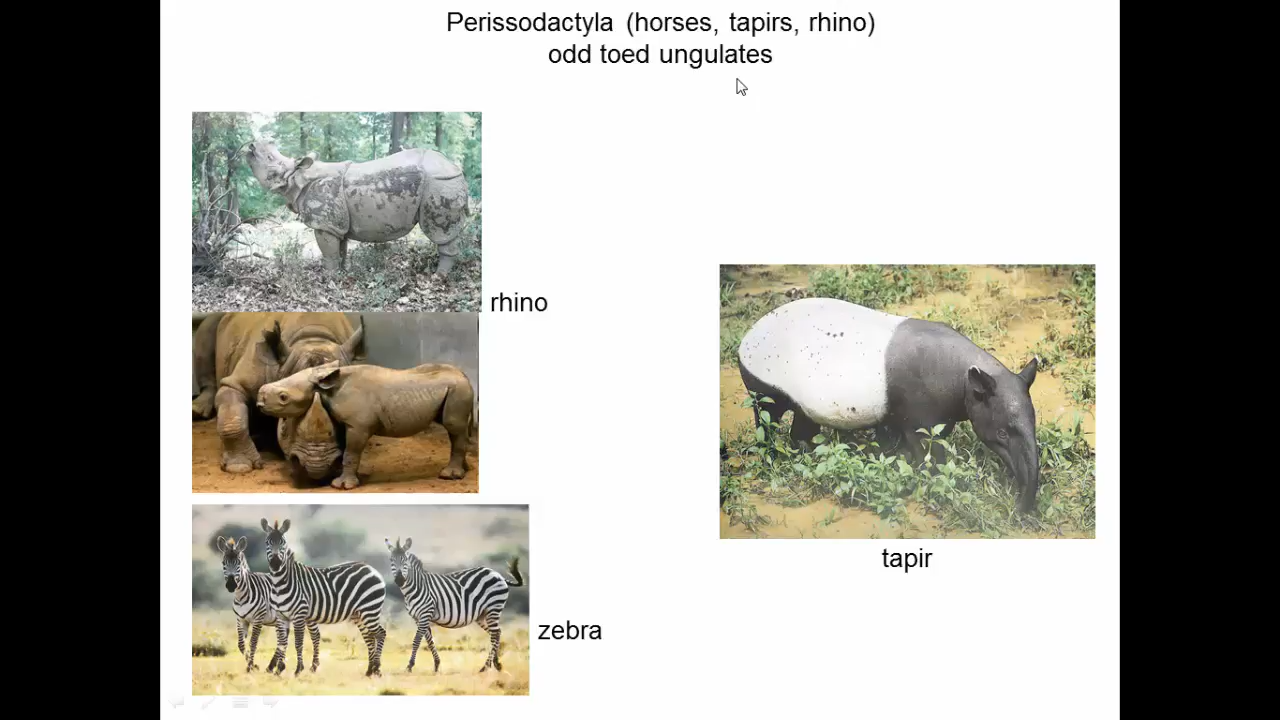 Perissodactyla (horses, tapirs, rhino)
odd toed ungulates
rhino
tapir
zebra